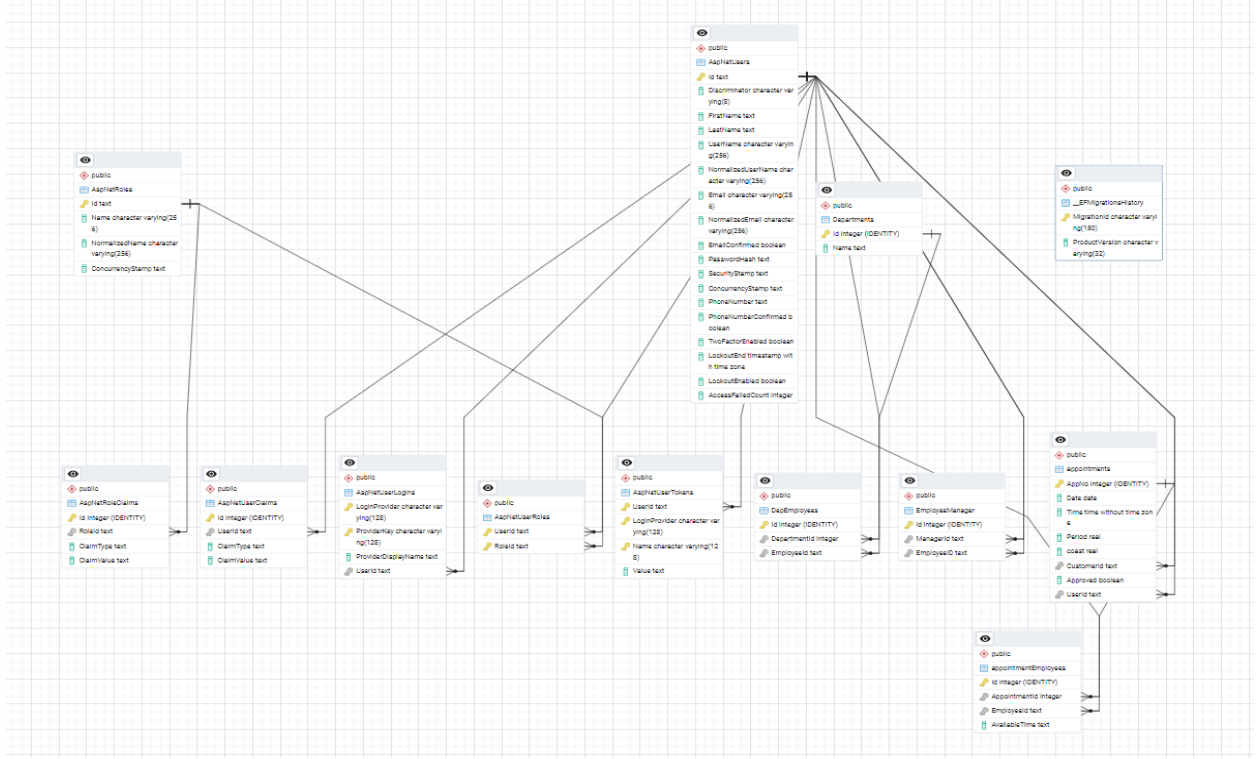 public
AspNetUsers
Id text
Discriminator character var
ying(8)
FirstName text
LastName text
UserName character varyin
g(256)
NormalizedUserName char
acter varying(256)
Email character varying(25
6)
NormalizedEmail character
varying(256)
EmailConfirmed boolean
PasswordHash text
SecurityStamp text
ConcurrencyStamp text
PhoneNumber text
PhoneNumberConfirmed b
oolean
TwoFactorEnabled boolean
LockoutEnd timestamp wit
h time zone
LockoutEnabled boolean
AccessFailedCount integer
public
AspNetRoles
Id text
Name character varying(25
6)
NormalizedName character
varying(256)
ConcurrencyStamp text
public
Departments
Id integer (IDENTITY)
Name text
public
__EFMigrationsHistory
MigrationId character varyi
ng(150)
ProductVersion character v
arying(32)
public
AspNetRoleClaims
Id integer (IDENTITY)
RoleId text
ClaimType text
ClaimValue text
public
AspNetUserClaims
Id integer (IDENTITY)
UserId text
ClaimType text
ClaimValue text
public
AspNetUserLogins
LoginProvider character var
ying(128)
ProviderKey character varyi
ng(128)
ProviderDisplayName text
UserId text
public
AspNetUserRoles
UserId text
RoleId text
public
AspNetUserTokens
UserId text
LoginProvider character var
ying(128)
Name character varying(12
8)
Value text
public
DepEmployees
Id integer (IDENTITY)
DepartmentId integer
EmployeeId text
public
EmployeeManager
Id integer (IDENTITY)
ManagerId text
EmployeeID text
public
appointments
AppNo integer (IDENTITY)
Date date
Time time without time zon
e
Period real
coast real
CustomerId text
Approved boolean
UserId text
public
appointmentEmployees
Id integer (IDENTITY)
AppointmentId integer
EmployeeId text
AvailableTime text